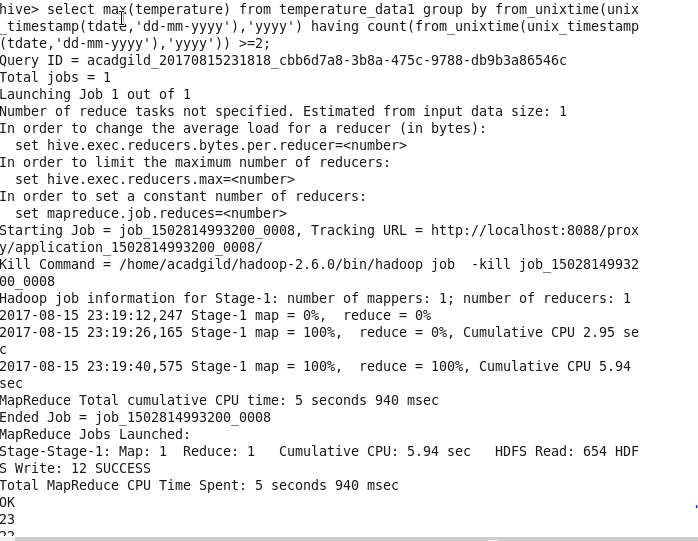 hive> select max(temperature) from temperature_data1 group by from_unixtime(unix
_timestamp(tdate,'dd-mm-yyyy'),'yyyy') having count(from_unixtime(unix_timestamp
(tdate,'dd-mm-yyyy'),'yyyy')) >=2;
Query ID = acadgild_20170815231818_cbb6d7a8-3b8a-475c-9788-db9b3a86546c
Total jobs = 1
Launching Job 1 out of 1
Number of reduce tasks not specified. Estimated from input data size: 1
In order to change the average load for a reducer (in bytes):
  set hive.exec.reducers.bytes.per.reducer=<number>
In order to limit the maximum number of reducers:
  set hive.exec.reducers.max=<number>
In order to set a constant number of reducers:
  set mapreduce.job.reduces=<number>
Starting Job = job_1502814993200_0008, Tracking URL = http://localhost:8088/prox
y/application_1502814993200_0008/
Kill Command = /home/acadgild/hadoop-2.6.0/bin/hadoop job  -kill job_15028149932
00_0008
Hadoop job information for Stage-1: number of mappers: 1; number of reducers: 1
2017-08-15 23:19:12,247 Stage-1 map = 0%,  reduce = 0%
2017-08-15 23:19:26,165 Stage-1 map = 100%,  reduce = 0%, Cumulative CPU 2.95 se
c
2017-08-15 23:19:40,575 Stage-1 map = 100%,  reduce = 100%, Cumulative CPU 5.94
sec
MapReduce Total cumulative CPU time: 5 seconds 940 msec
Ended Job = job_1502814993200_0008
MapReduce Jobs Launched:
Stage-Stage-1: Map: 1  Reduce: 1   Cumulative CPU: 5.94 sec   HDFS Read: 654 HDF
S Write: 12 SUCCESS
Total MapReduce CPU Time Spent: 5 seconds 940 msec
OK
23